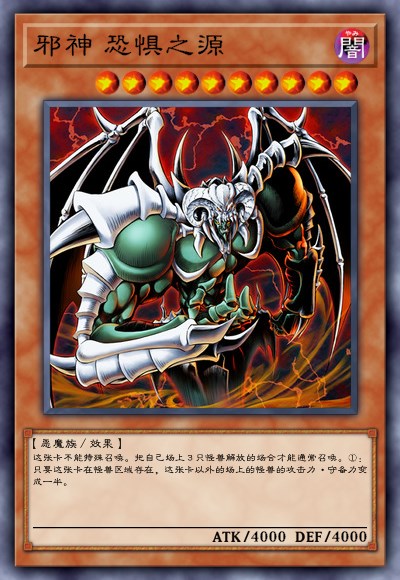 邪神 恐惧之源
やみ
闇
【恶魔族／效果】
这张卡不能特殊召唤。把自己场上３只怪兽解放的场合才能通常召唤。①：
只要这张卡在怪兽区域存在，这张卡以外的场上的怪兽的攻击力・守备力变
成一半。
ATK/4000 DEF/4000